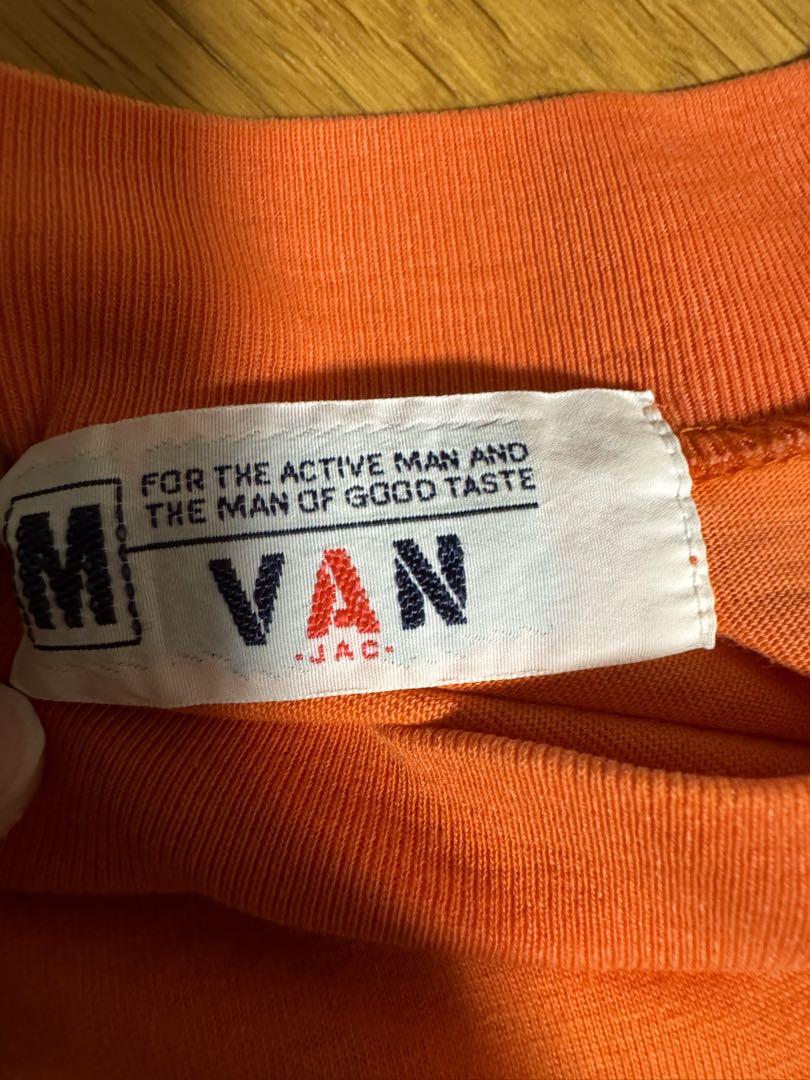 M
FOR THE ACTIVE MAN AND
THE MAN OF GOOD TASTE
VAN
-JAC-